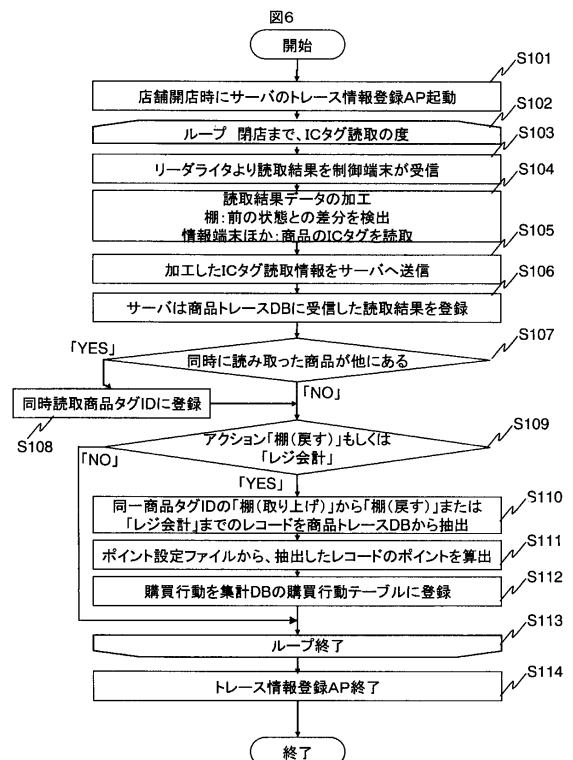 図6
開始
S101
店舗開店時にサーバのトレース情報登録AP起動
S102
ループ 閉店まで、ICタグ読取の度
S103
リーダライタより読取結果を制御端末が受信
S104
読取結果データの加工
棚:前の状態との差分を検出
情報端末ほか:商品のICタグを読取
S105
加工したICタグ読取情報をサーバへ送信
S106
サーバは商品トレースDBに受信した読取結果を登録
S107
「YES」
同時に読み取った商品が他にある
「NO」
同時読取商品タグIDに登録
S108
S109
アクション「棚(戻す)」もしくは
「レジ会計」
「NO」
「YES」
S110
同一商品タグIDの「棚(取り上げ)」から「棚(戻す)」または
「レジ会計」までのレコードを商品トレースDBから抽出
S111
ポイント設定ファイルから、抽出したレコードのポイントを算出
S112
購買行動を集計DBの購買行動テーブルに登録
S113
ループ終了
S114
トレース情報登録AP終了
終了